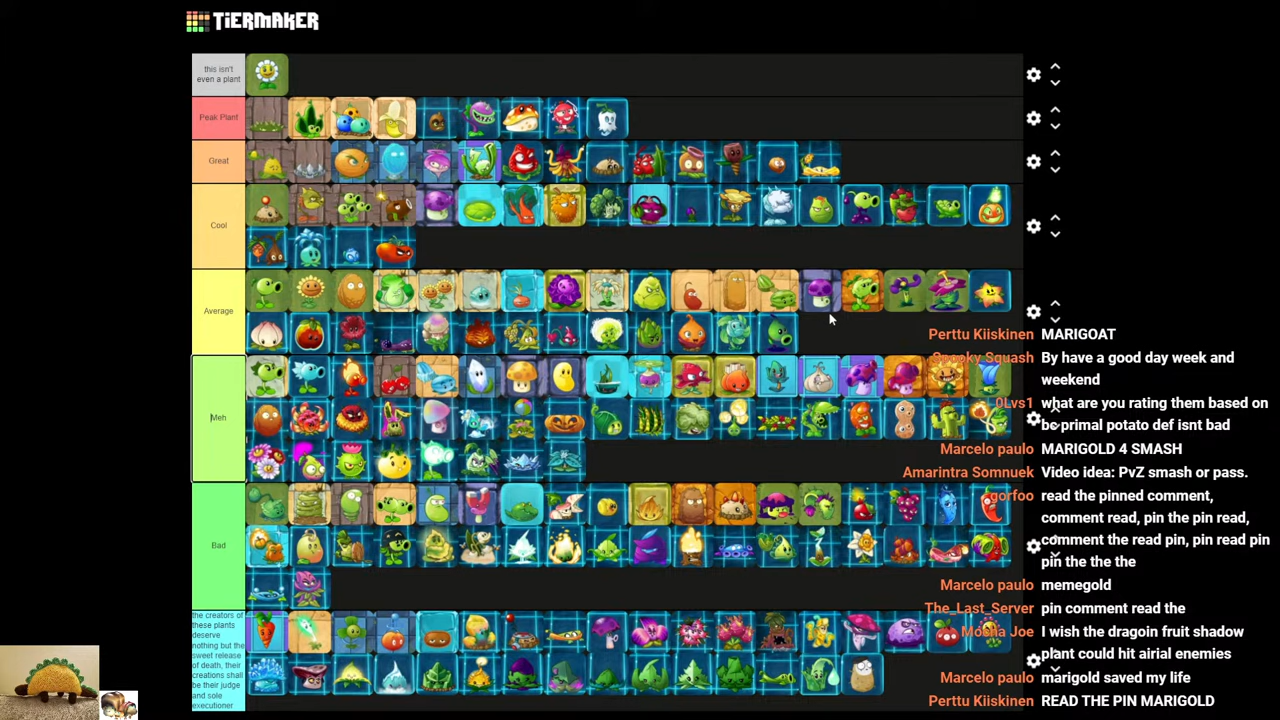 TIERMAKER
this isn't
even a plant
Peak Plant
Great
Cool
Average
Meh
Bad
the creators of
these plants
deserve
nothing but the
sweet release
of death, their
creations shall
be their judge
and sole
executioner
Perttu Kiiskinen MARIGOAT
Spooky Squash By have a good day week and
weekend
0Lvs1 what are you rating them based on
bc primal potato def isnt bad
Marcelo paulo MARIGOLD 4 SMASH
Amarintra Somnuek Video idea: PvZ smash or pass.
gorfoo read the pinned comment,
comment read, pin the pin read,
comment the read pin, pin read pin
pin the the the
Marcelo paulo memegold
The_Last_Server pin comment read the
Mosha Joe I wish the dragoin fruit shadow
plant could hit airial enemies
Marcelo paulo marigold saved my life
Perttu Kiiskinen READ THE PIN MARIGOLD